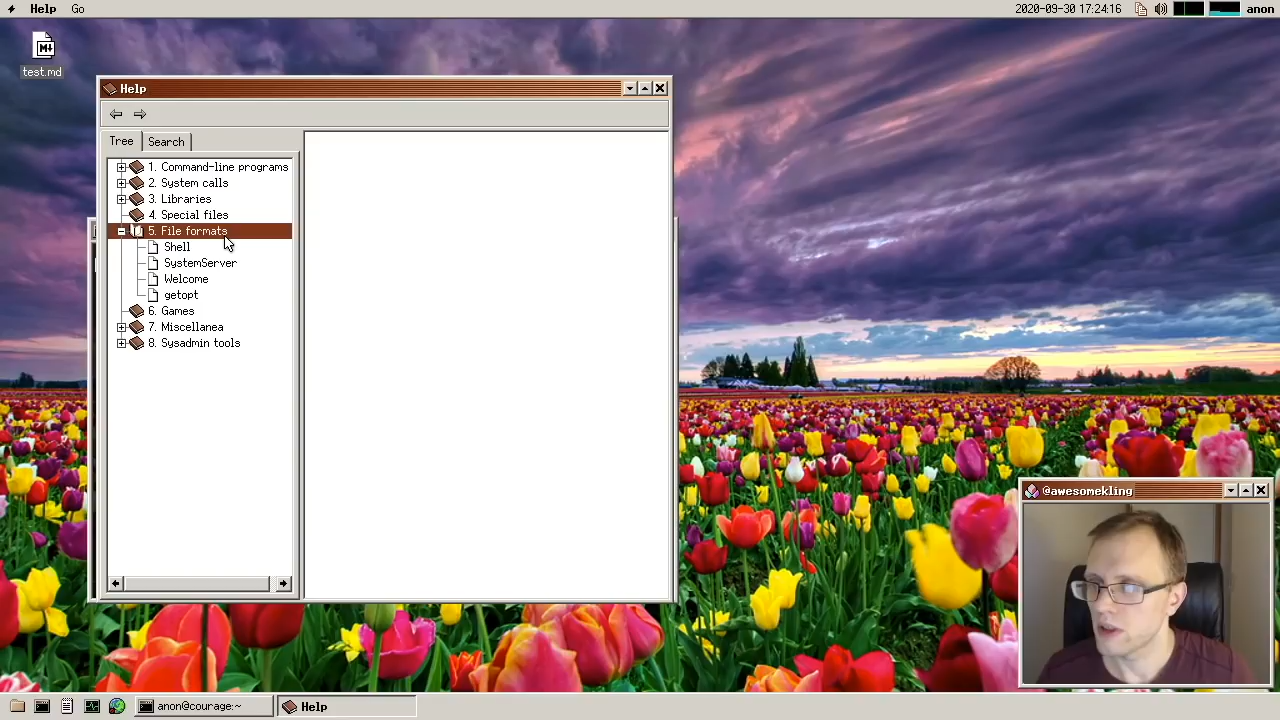 Help Go 2020-09-30 17:24:16 anon
test.md
Help
Tree Search
1. Command-line programs
2. System calls
3. Libraries
4. Special files
5. File formats
Shell
SystemServer
Welcome
getopt
6. Games
7. Miscellanea
8. Sysadmin tools
@awesomekling
anon@courage:~ Help